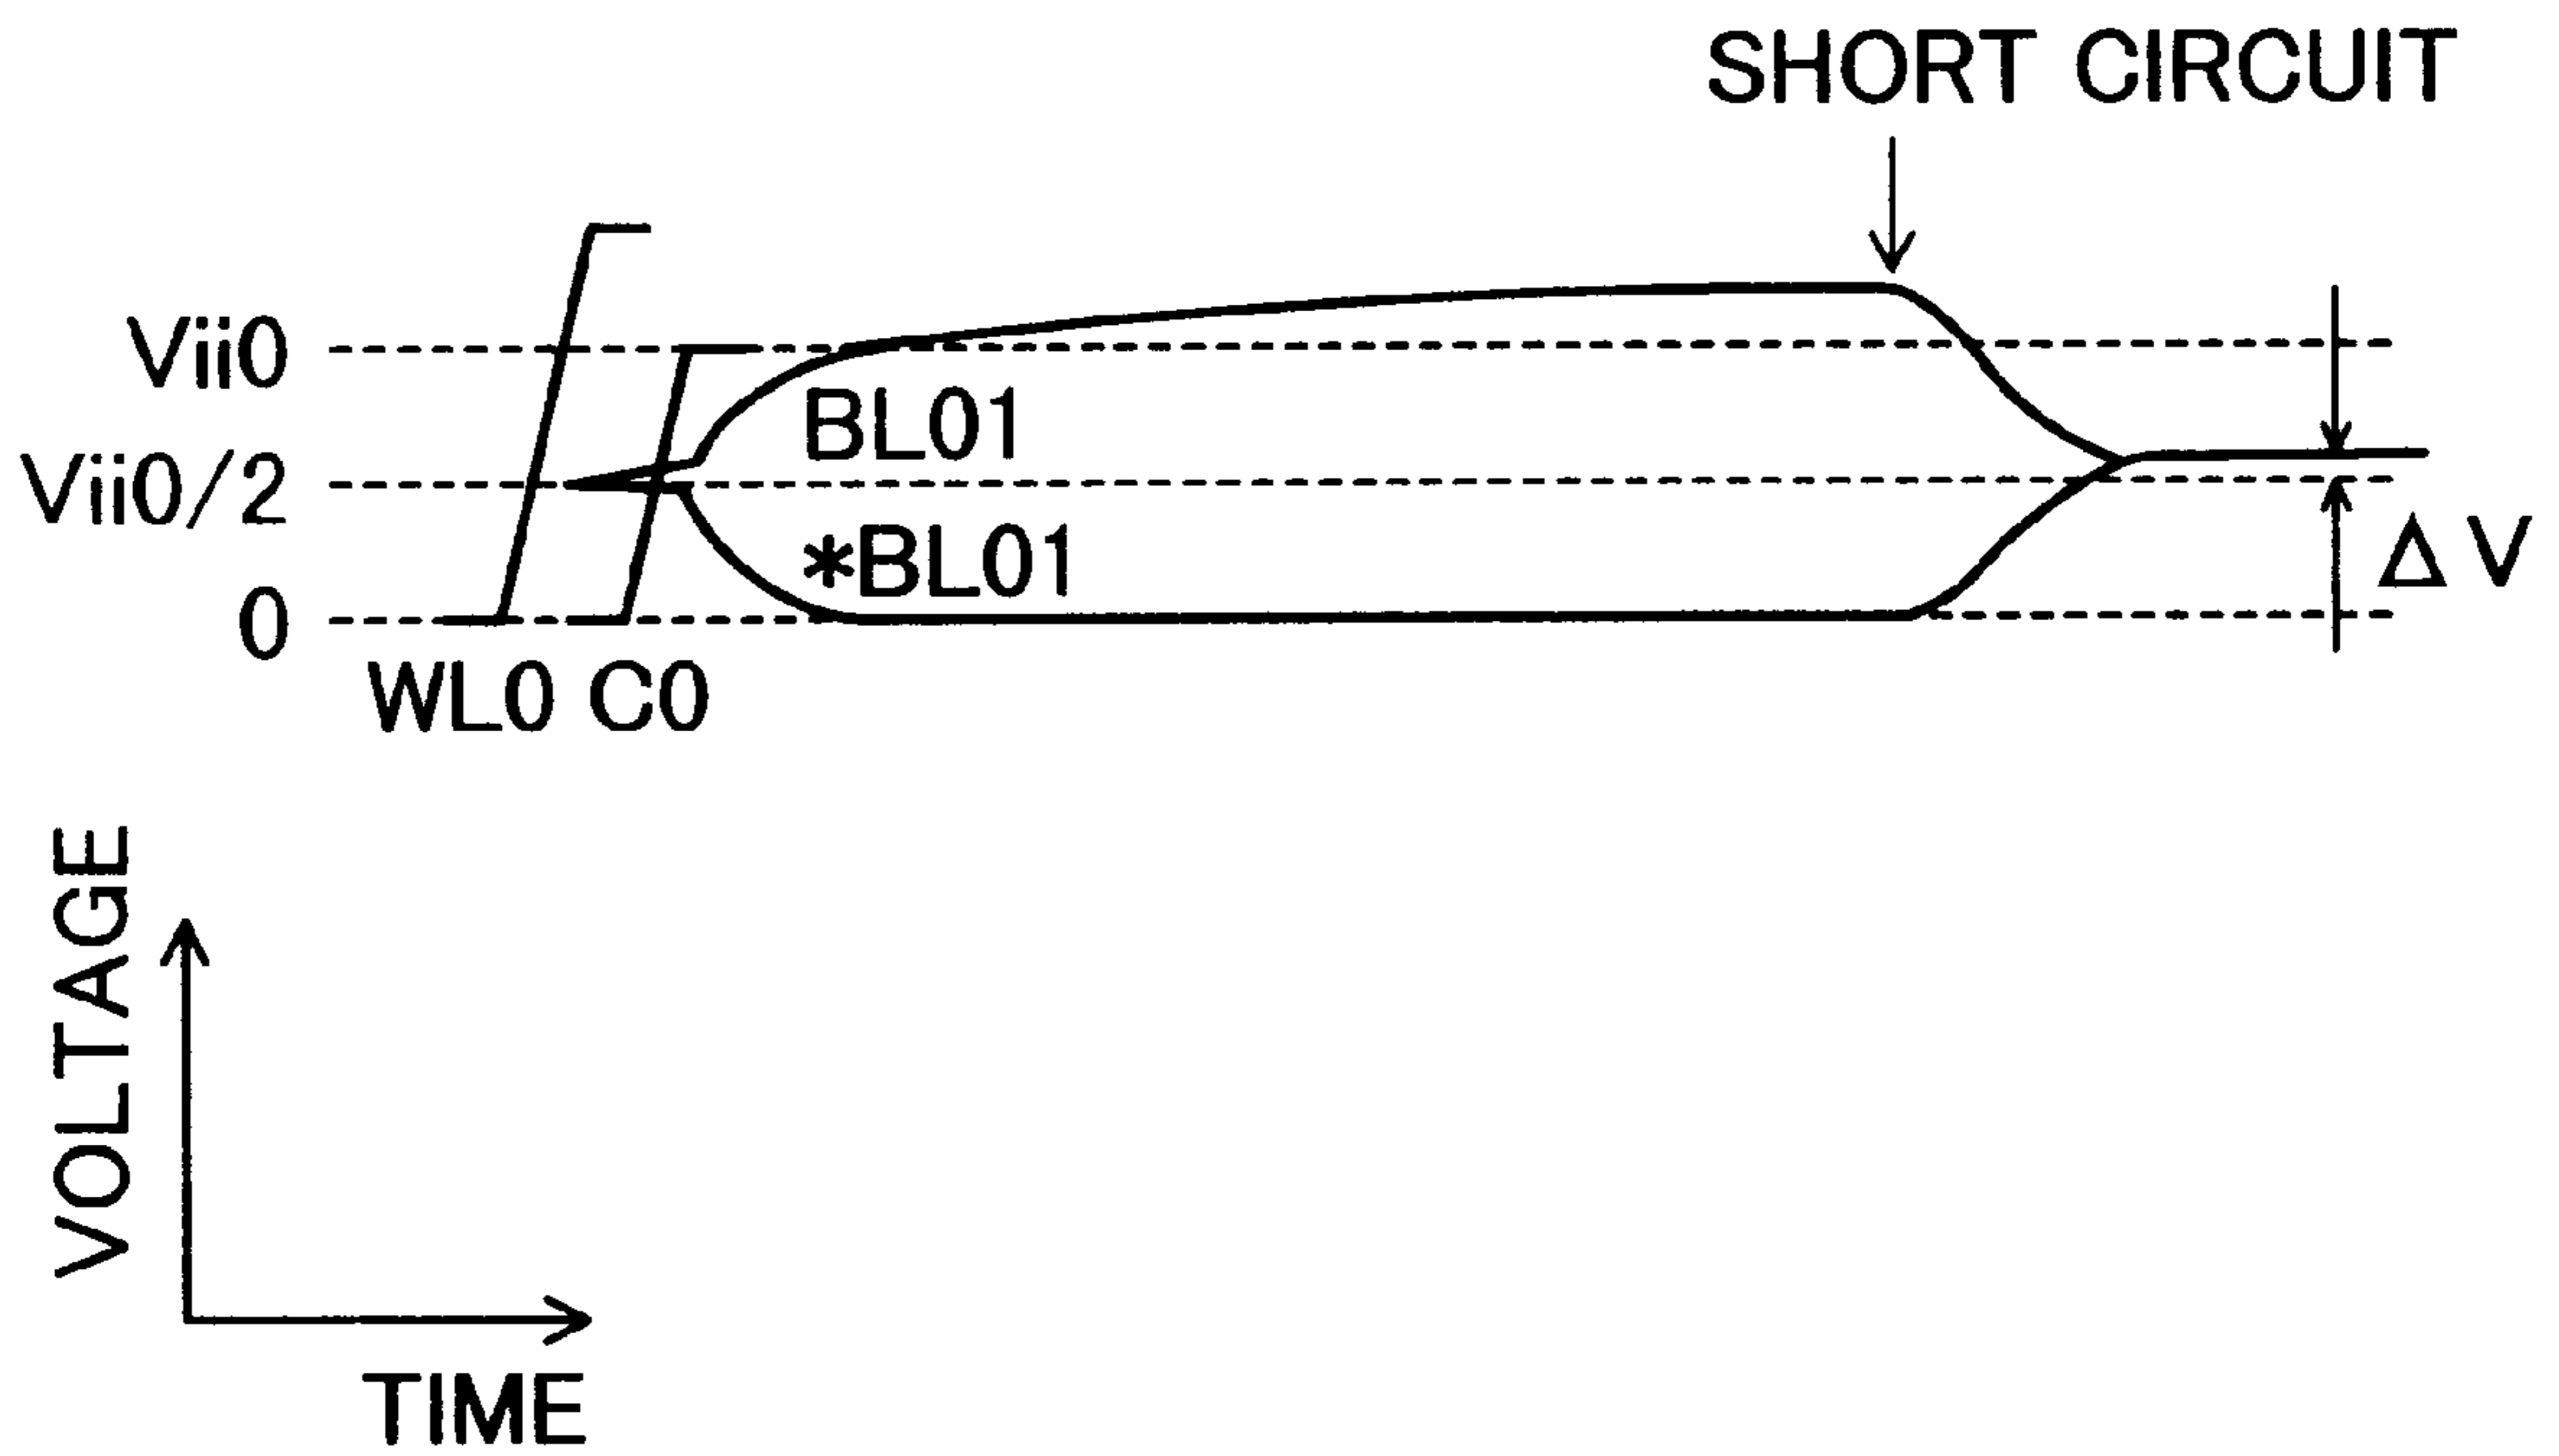 SHORT CIRCUIT
Vii0
BL01
Vii0/2
*BL01
ΔV
0
WL0 C0
VOLTAGE
TIME